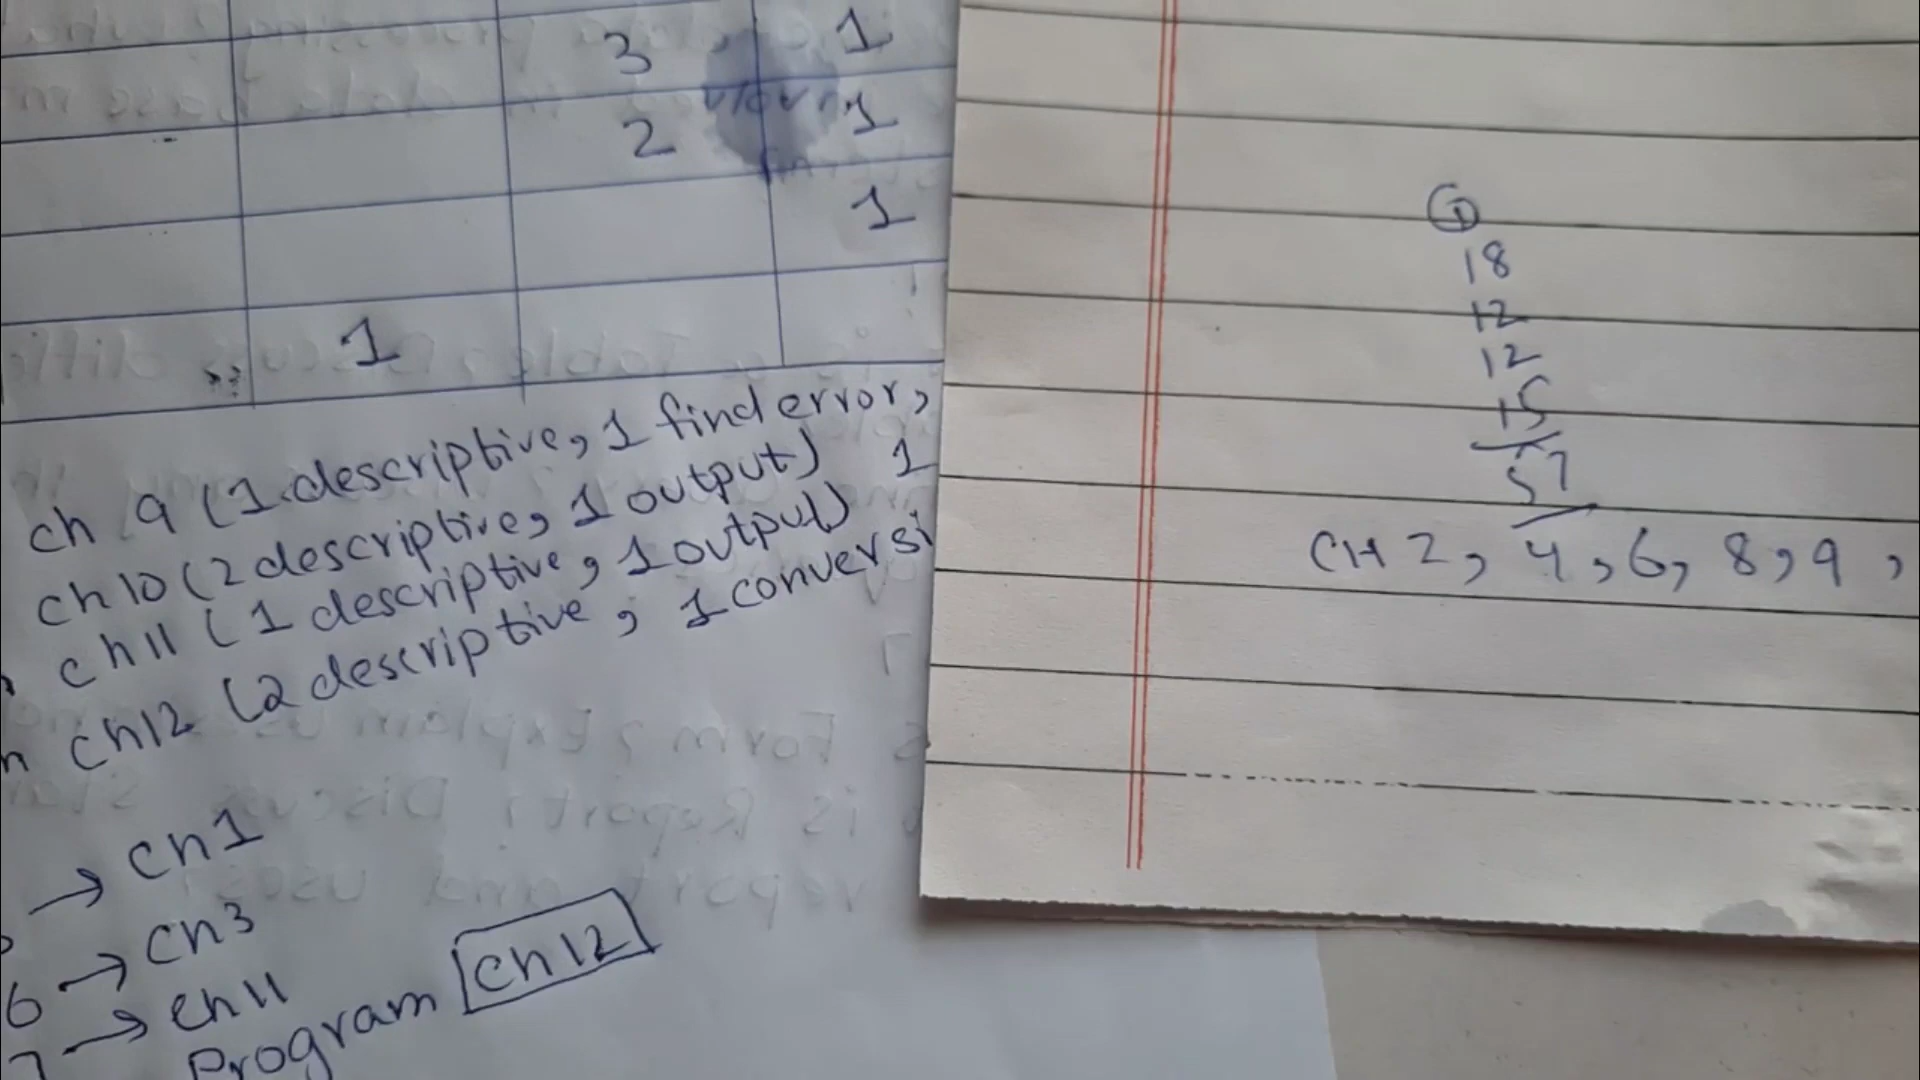 3 1
2 1
1
1
ch 9 (1 descriptive, 1 find error,
ch 10 (2 descriptive, 1 output) 1
ch 11 (1 descriptive, 1 output)
ch12 (2 descriptive, 1 conversi
→ ch1
6 → ch3
7 → ch11
Program ch12
18
12
12
15
57
CH 2, 4, 6, 8, 9,